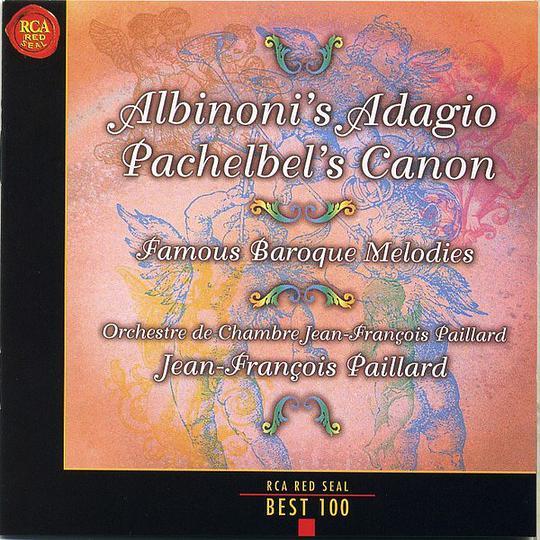 RCA
RED
SEAL
Albinoni's Adagio
Pachelbel's Canon
Famous Baroque Melodies
Orchestre de Chambre Jean-François Paillard
Jean-François Paillard
RCA RED SEAL
BEST 100